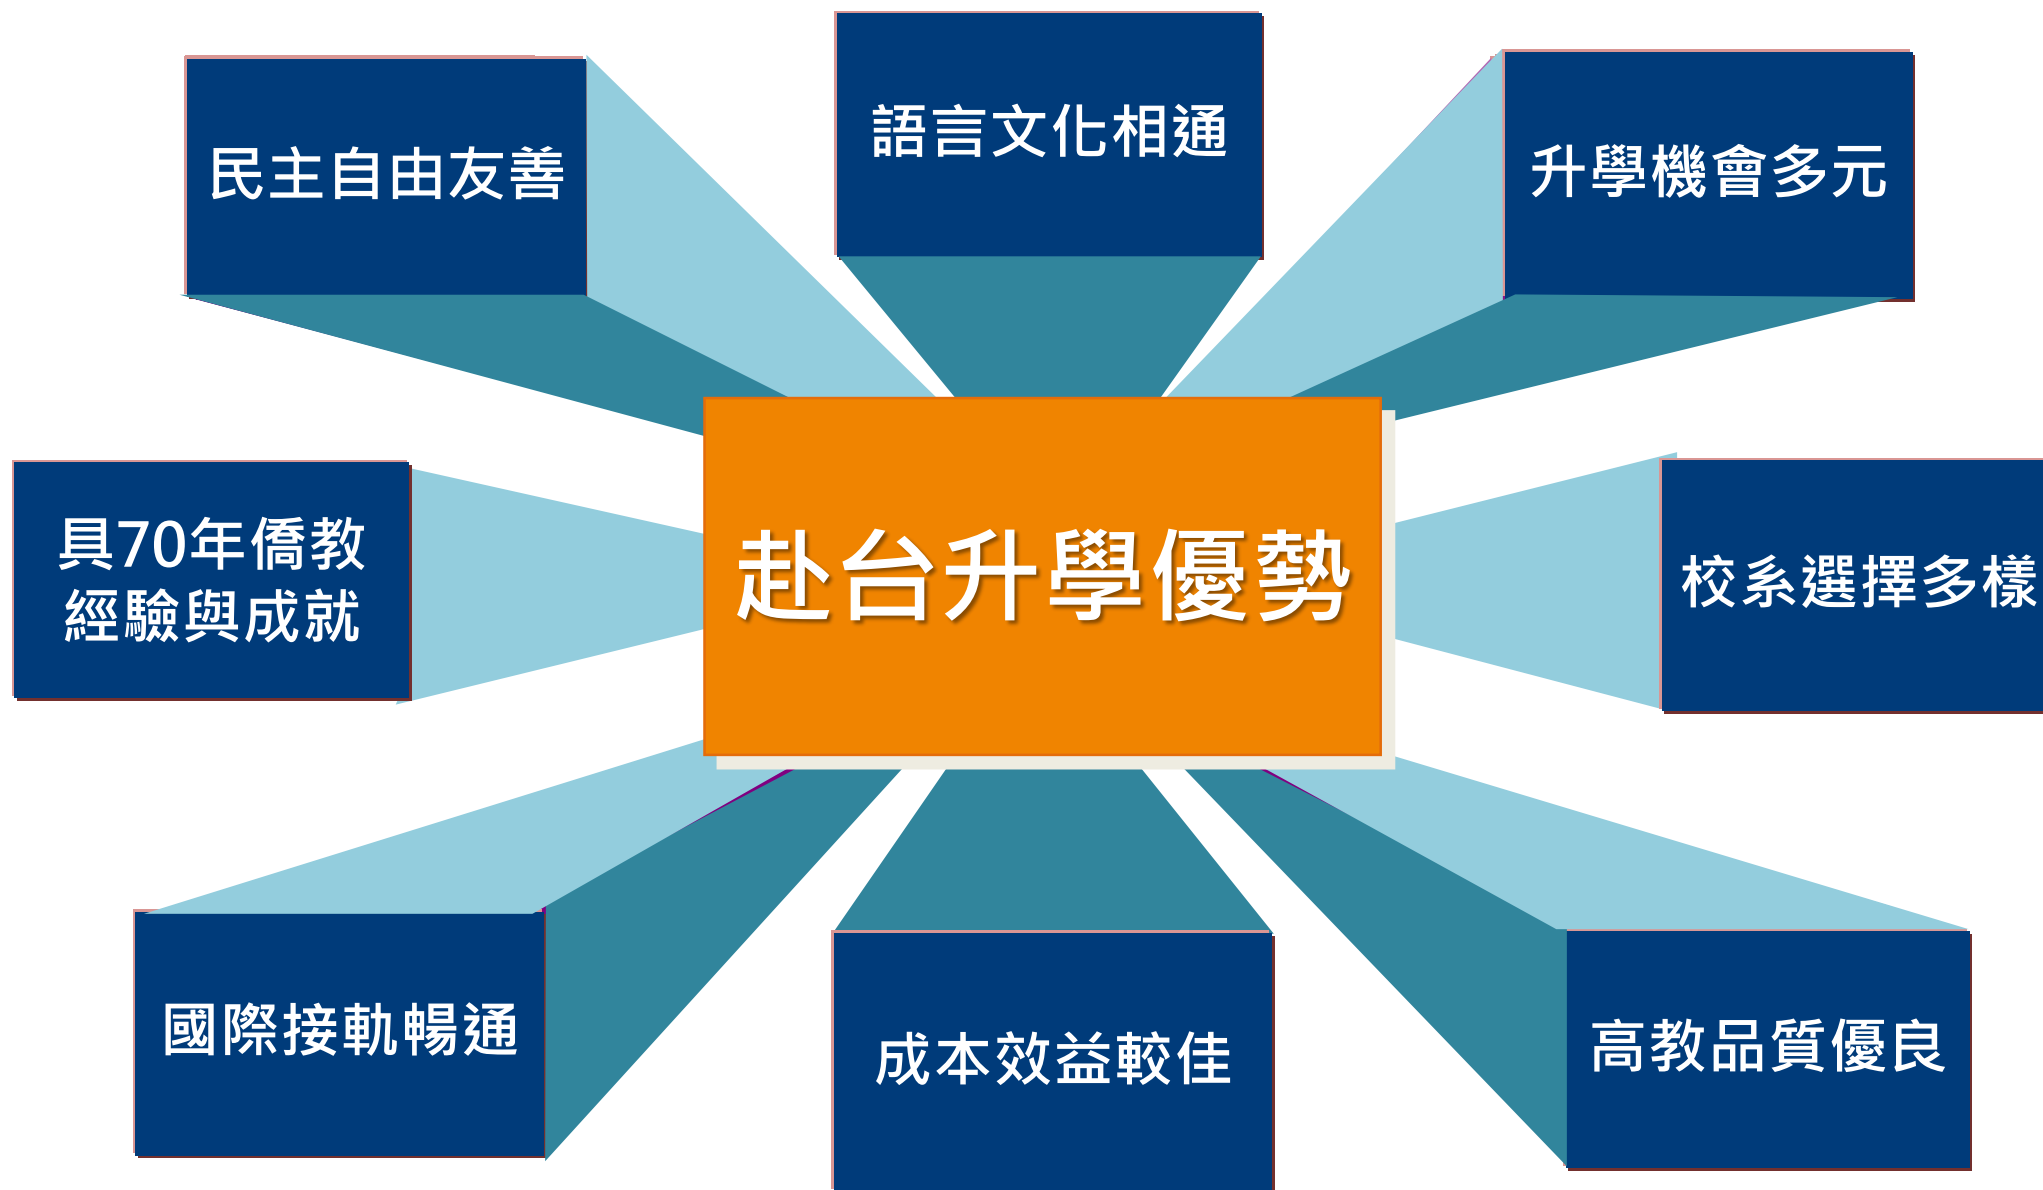 語言文化相通
民主自由友善
升學機會多元
具70年僑教
經驗與成就
赴台升學優勢
校系選擇多樣
國際接軌暢通
成本效益較佳
高教品質優良